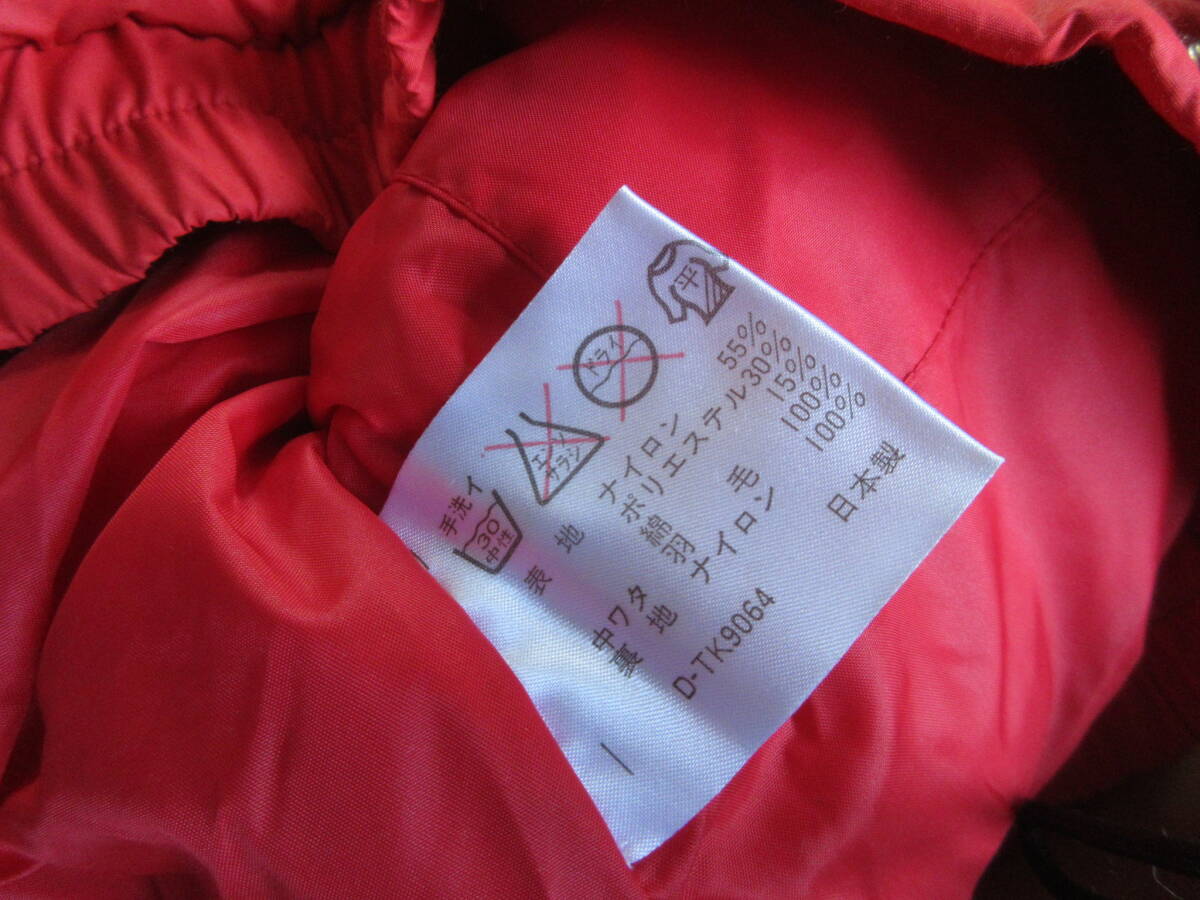 手洗イ
30
中性
エンソ
サラシ
ドライ
平
表 地 ナイロン 55%
ポリエステル30%
綿 15%
中ワタ 羽 毛 100%
裏 地 ナイロン 100%
日本製
D-TK9064